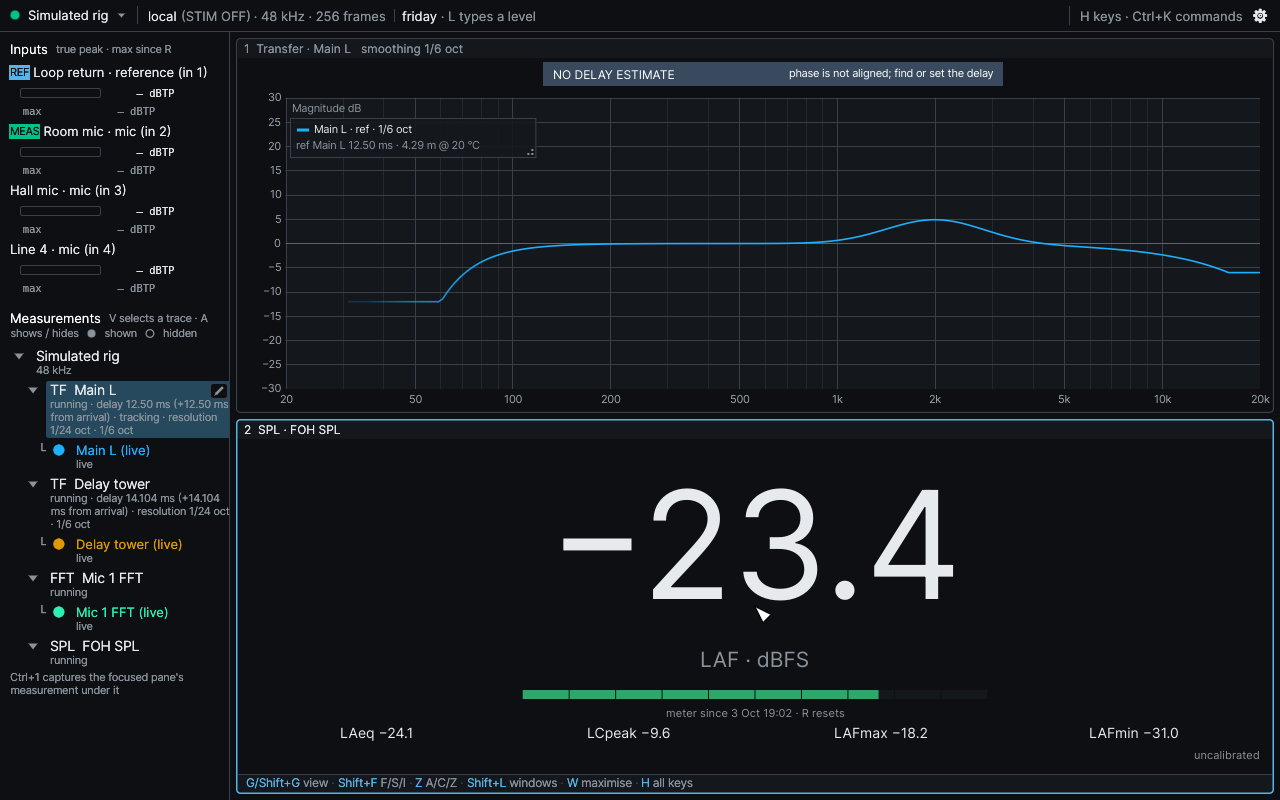 Simulated rig local (STIM OFF) · 48 kHz · 256 frames friday · L types a level H keys · Ctrl+K commands
Inputs true peak · max since R
REF Loop return · reference (in 1)
– dBTP
max – dBTP
MEAS Room mic · mic (in 2)
– dBTP
max – dBTP
Hall mic · mic (in 3)
– dBTP
max – dBTP
Line 4 · mic (in 4)
– dBTP
max – dBTP
Measurements V selects a trace · A
shows / hides shown hidden
Simulated rig
48 kHz
TF Main L
running · delay 12.50 ms (+12.50 ms
from arrival) · tracking · resolution
1/24 oct · 1/6 oct
Main L (live)
live
TF Delay tower
running · delay 14.104 ms (+14.104
ms from arrival) · resolution 1/24 oct
· 1/6 oct
Delay tower (live)
live
FFT Mic 1 FFT
running
Mic 1 FFT (live)
live
SPL FOH SPL
running
Ctrl+1 captures the focused pane's
measurement under it
1 Transfer · Main L smoothing 1/6 oct
NO DELAY ESTIMATE phase is not aligned; find or set the delay
Magnitude dB
Main L · ref · 1/6 oct
ref Main L 12.50 ms · 4.29 m @ 20 °C
30
25
20
15
10
5
0
−5
−10
−15
−20
−25
−30
20 50 100 200 500 1k 2k 5k 10k 20k
2 SPL · FOH SPL
−23.4
LAF · dBFS
meter since 3 Oct 19:02 · R resets
LAeq −24.1 LCpeak −9.6 LAFmax −18.2 LAFmin −31.0
uncalibrated
G/Shift+G view · Shift+F F/S/I · Z A/C/Z · Shift+L windows · W maximise · H all keys